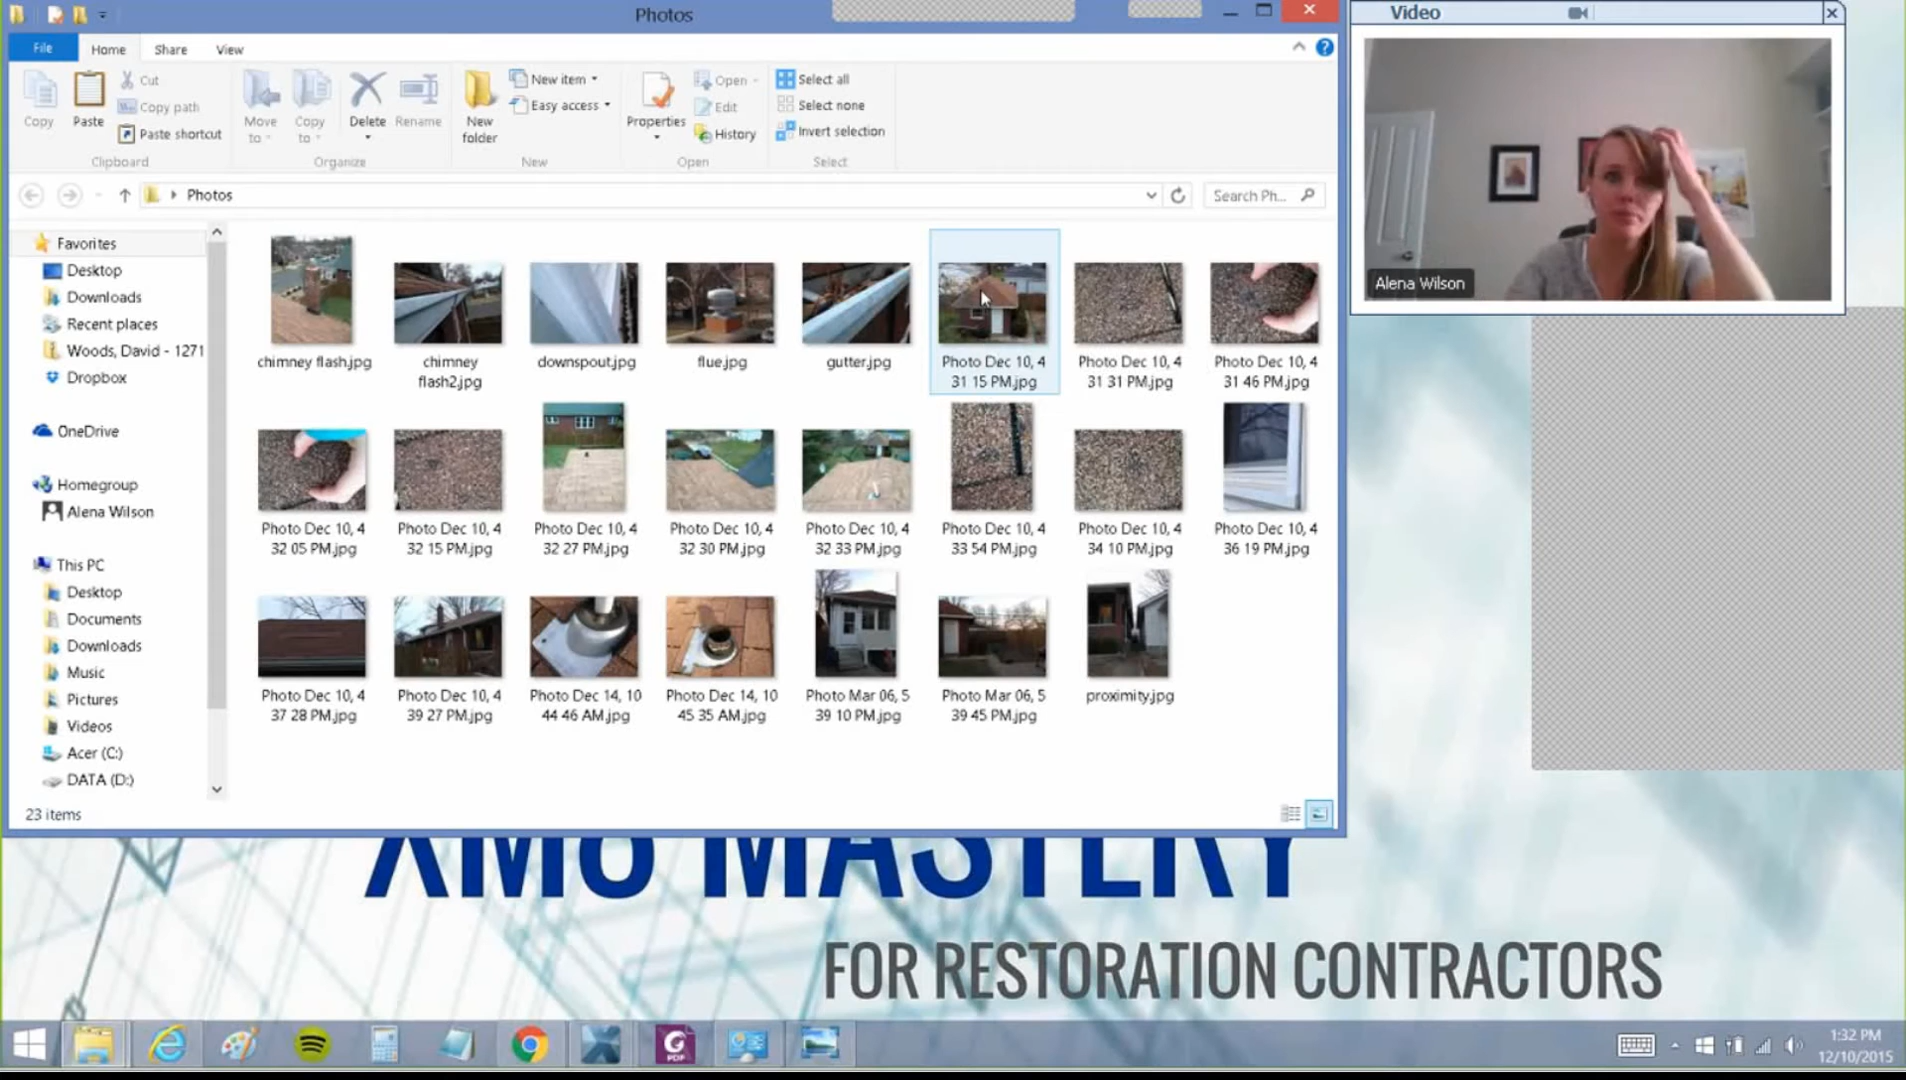 Photos
Video
File
Home
Share
View
Copy
Paste
Cut
Copy path
Paste shortcut
Clipboard
Move to
Copy to
Delete
Rename
Organize
New folder
New item
Easy access
New
Properties
Open
Edit
History
Open
Select all
Select none
Invert selection
Select
Photos
Search Ph...
Alena Wilson
Favorites
Desktop
Downloads
Recent places
Woods, David - 1271
Dropbox
OneDrive
Homegroup
Alena Wilson
This PC
Desktop
Documents
Downloads
Music
Pictures
Videos
Acer (C:)
DATA (D:)
chimney flash.jpg
chimney
flash2.jpg
downspout.jpg
flue.jpg
gutter.jpg
Photo Dec 10, 4
31 15 PM.jpg
Photo Dec 10, 4
31 31 PM.jpg
Photo Dec 10, 4
31 46 PM.jpg
Photo Dec 10, 4
32 05 PM.jpg
Photo Dec 10, 4
32 15 PM.jpg
Photo Dec 10, 4
32 27 PM.jpg
Photo Dec 10, 4
32 30 PM.jpg
Photo Dec 10, 4
32 33 PM.jpg
Photo Dec 10, 4
33 54 PM.jpg
Photo Dec 10, 4
34 10 PM.jpg
Photo Dec 10, 4
36 19 PM.jpg
Photo Dec 10, 4
37 28 PM.jpg
Photo Dec 10, 4
39 27 PM.jpg
Photo Dec 14, 10
44 46 AM.jpg
Photo Dec 14, 10
45 35 AM.jpg
Photo Mar 06, 5
39 10 PM.jpg
Photo Mar 06, 5
39 45 PM.jpg
proximity.jpg
23 items
XM8 MASTERY
FOR RESTORATION CONTRACTORS
PDF
1:32 PM
12/10/2015